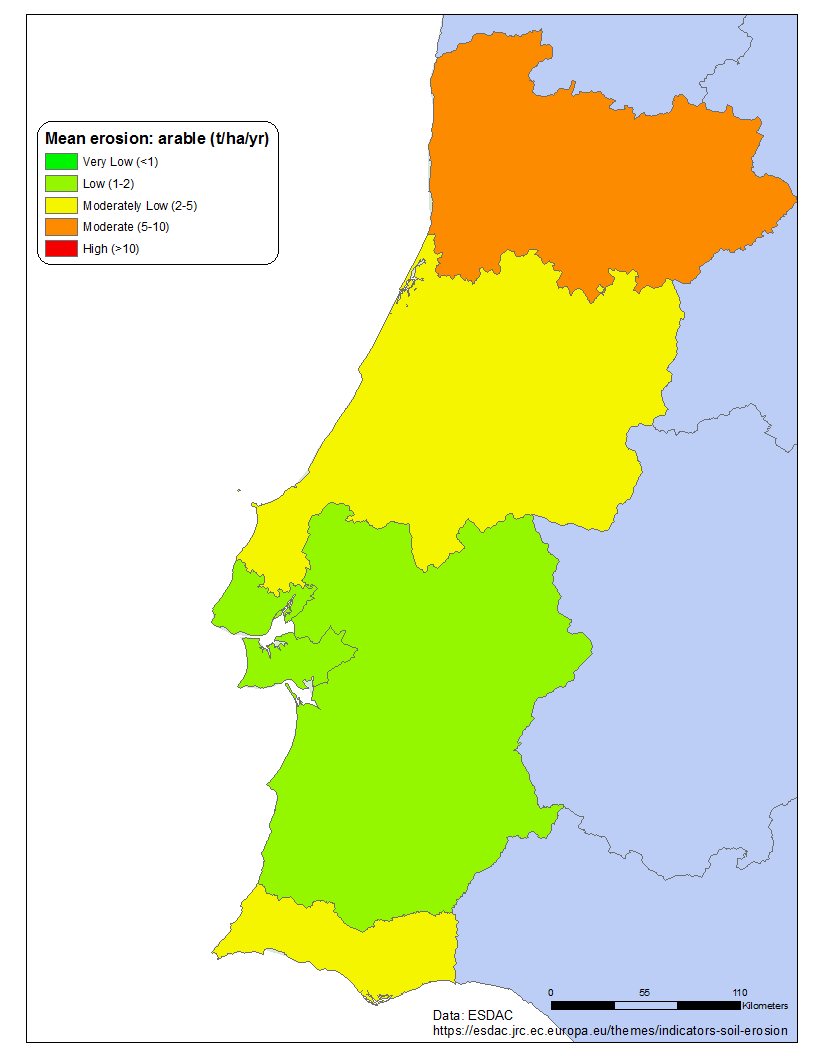 Mean erosion: arable (t/ha/yr)
Very Low (<1)
Low (1-2)
Moderately Low (2-5)
Moderate (5-10)
High (>10)
0 55 110
Kilometers
Data: ESDAC
https://esdac.jrc.ec.europa.eu/themes/indicators-soil-erosion